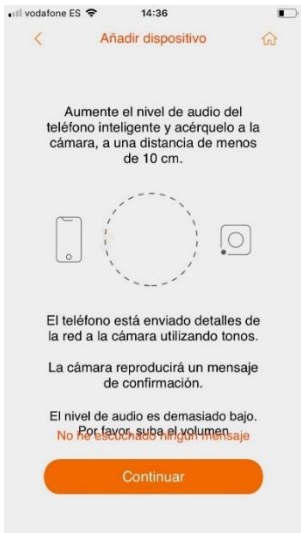 vodafone ES 14:36
Añadir dispositivo
Aumente el nivel de audio del
teléfono inteligente y acérquelo a la
cámara, a una distancia de menos
de 10 cm.
El teléfono está enviado detalles de
la red a la cámara utilizando tonos.
La cámara reproducirá un mensaje
de confirmación.
El nivel de audio es demasiado bajo.
Por favor, suba el volumen
No he escuchado ningún mensaje
Continuar